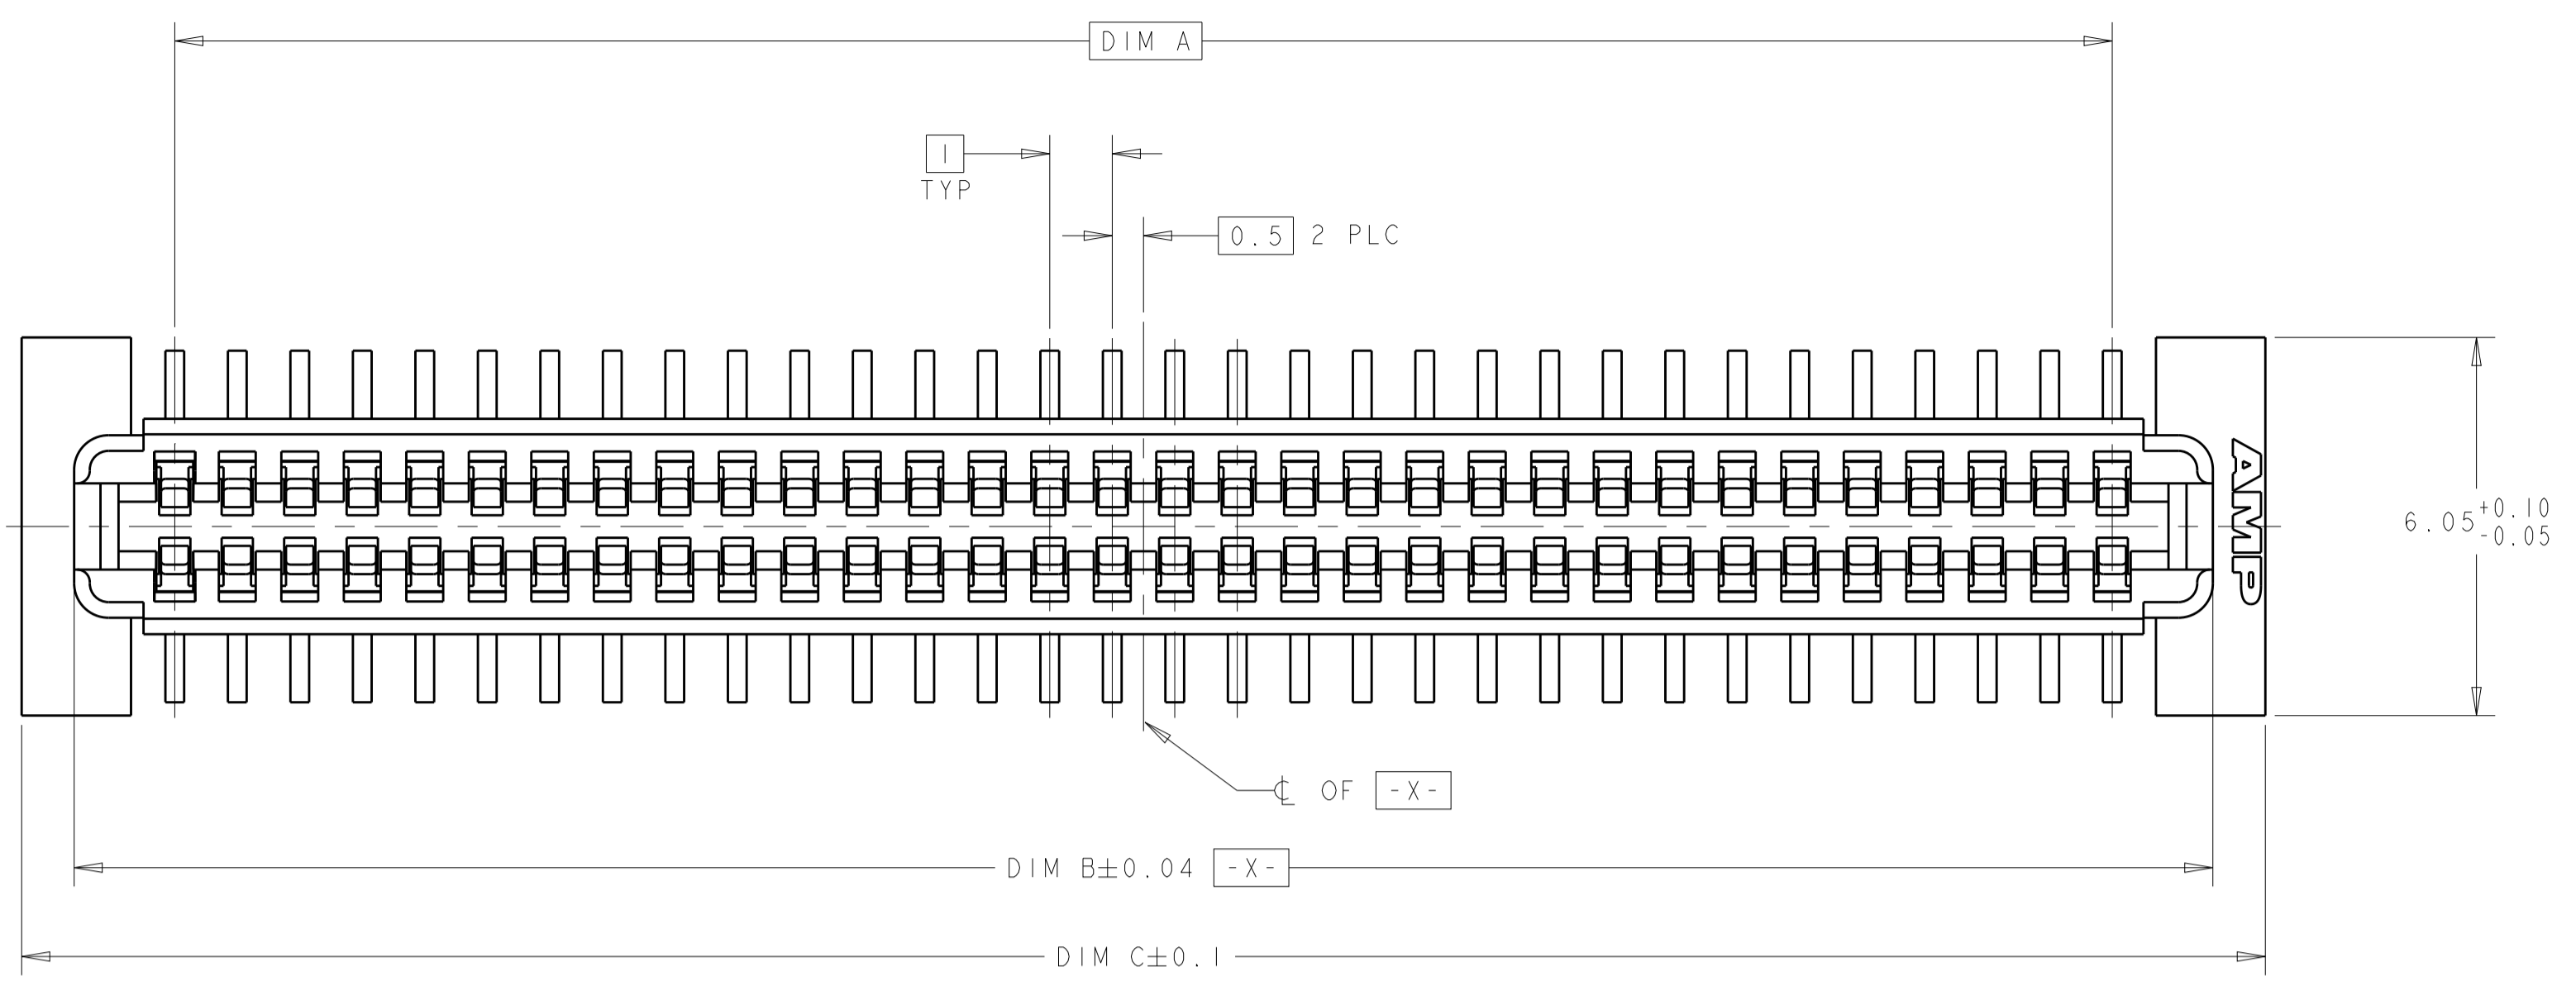 DIM A
1
TYP
0.5 2 PLC
AMP
6.05 +0.10
-0.05
℄ OF -X-
DIM B±0.04 -X-
DIM C±0.1